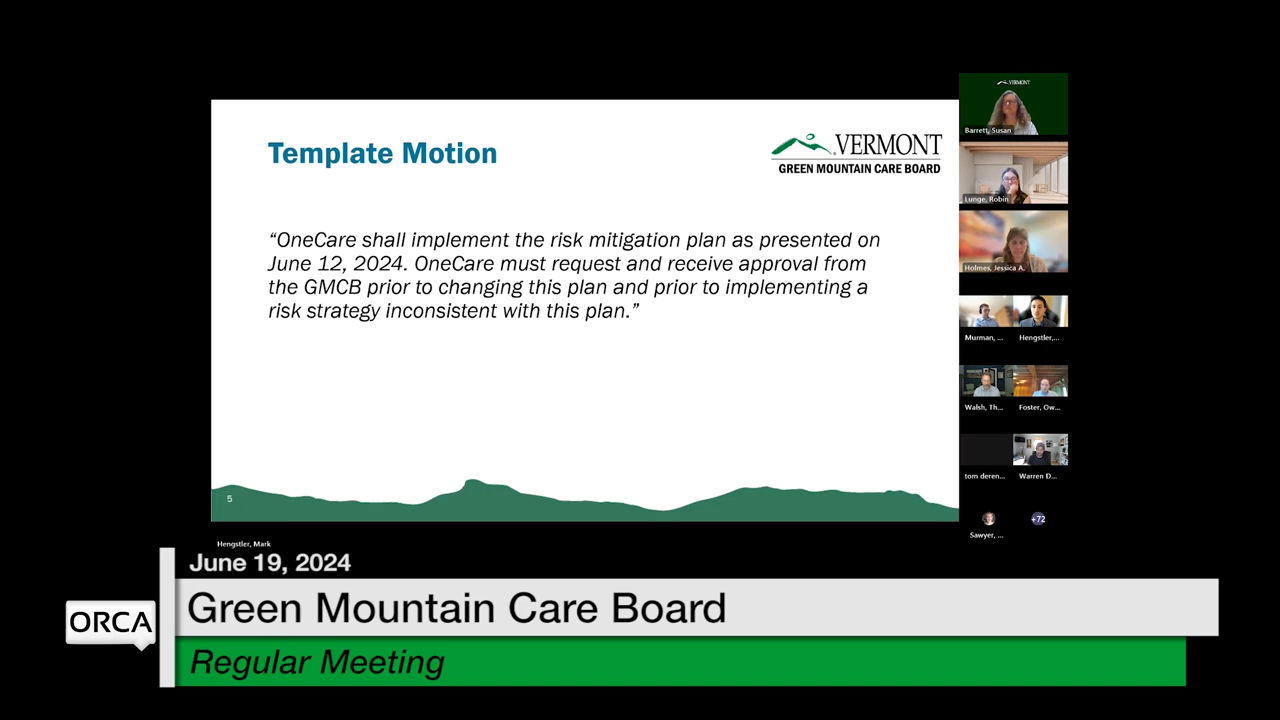 Template Motion
VERMONT
GREEN MOUNTAIN CARE BOARD
“OneCare shall implement the risk mitigation plan as presented on
June 12, 2024. OneCare must request and receive approval from
the GMCB prior to changing this plan and prior to implementing a
risk strategy inconsistent with this plan.”
5
VERMONT
Barrett, Susan
Lunge, Robin
Holmes, Jessica A.
Murman, ...
Hengstler,...
Walsh, Th...
Foster, Ow...
tom deren...
Warren D...
Sawyer, ...
+72
Hengstler, Mark
June 19, 2024
ORCA
Green Mountain Care Board
Regular Meeting